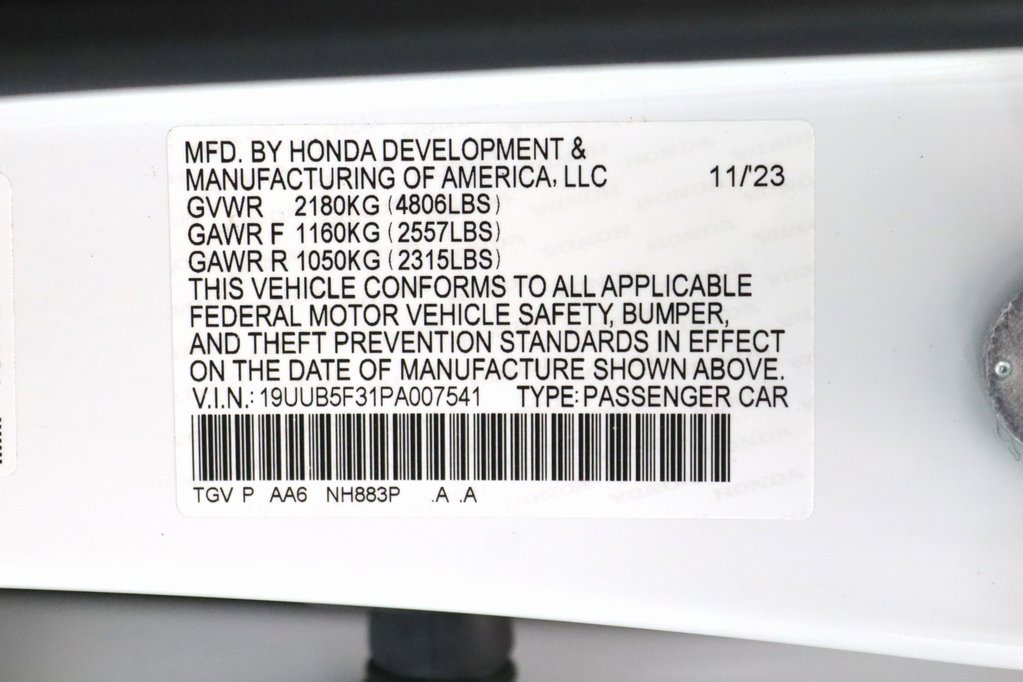 MFD. BY HONDA DEVELOPMENT &
MANUFACTURING OF AMERICA, LLC 11/'23
GVWR 2180KG (4806LBS)
GAWR F 1160KG (2557LBS)
GAWR R 1050KG (2315LBS)
THIS VEHICLE CONFORMS TO ALL APPLICABLE
FEDERAL MOTOR VEHICLE SAFETY, BUMPER,
AND THEFT PREVENTION STANDARDS IN EFFECT
ON THE DATE OF MANUFACTURE SHOWN ABOVE.
V.I.N.: 19UUB5F31PA007541 TYPE: PASSENGER CAR
TGV P AA6 NH883P .A .A